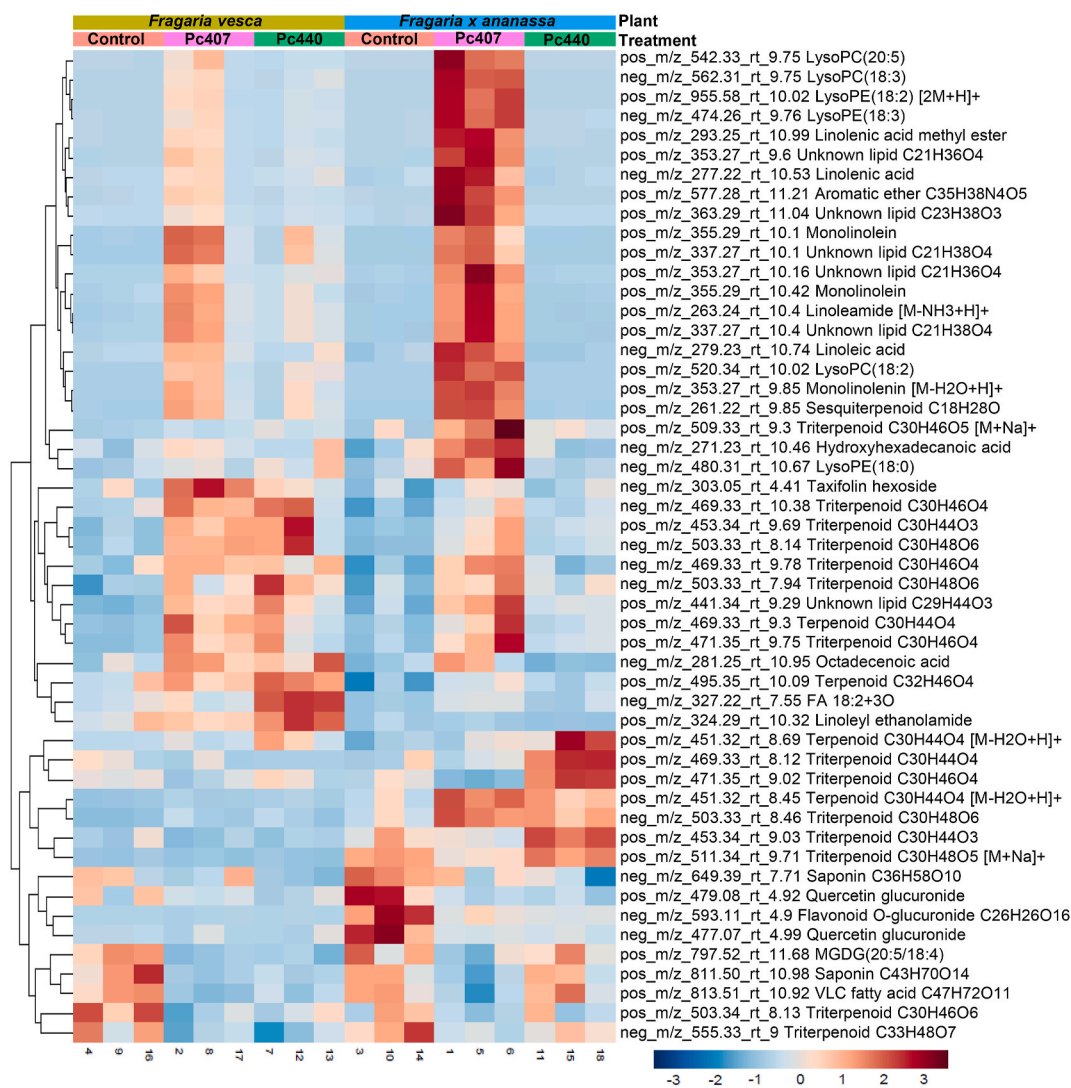 Fragaria vesca Fragaria x ananassa Plant
Control Pc407 Pc440 Control Pc407 Pc440 Treatment
pos_m/z_542.33_rt_9.75 LysoPC(20:5)
neg_m/z_562.31_rt_9.75 LysoPC(18:3)
pos_m/z_955.58_rt_10.02 LysoPE(18:2) [2M+H]+
neg_m/z_474.26_rt_9.76 LysoPE(18:3)
pos_m/z_293.25_rt_10.99 Linolenic acid methyl ester
pos_m/z_353.27_rt_9.6 Unknown lipid C21H36O4
neg_m/z_277.22_rt_10.53 Linolenic acid
pos_m/z_577.28_rt_11.21 Aromatic ether C35H38N4O5
pos_m/z_363.29_rt_11.04 Unknown lipid C23H38O3
pos_m/z_355.29_rt_10.1 Monolinolein
pos_m/z_337.27_rt_10.1 Unknown lipid C21H38O4
pos_m/z_353.27_rt_10.16 Unknown lipid C21H36O4
pos_m/z_355.29_rt_10.42 Monolinolein
pos_m/z_263.24_rt_10.4 Linoleamide [M-NH3+H]+
pos_m/z_337.27_rt_10.4 Unknown lipid C21H38O4
neg_m/z_279.23_rt_10.74 Linoleic acid
pos_m/z_520.34_rt_10.02 LysoPC(18:2)
pos_m/z_353.27_rt_9.85 Monolinolenin [M-H2O+H]+
pos_m/z_261.22_rt_9.85 Sesquiterpenoid C18H28O
pos_m/z_509.33_rt_9.3 Triterpenoid C30H46O5 [M+Na]+
neg_m/z_271.23_rt_10.46 Hydroxyhexadecanoic acid
neg_m/z_480.31_rt_10.67 LysoPE(18:0)
neg_m/z_303.05_rt_4.41 Taxifolin hexoside
neg_m/z_469.33_rt_10.38 Triterpenoid C30H46O4
pos_m/z_453.34_rt_9.69 Triterpenoid C30H44O3
neg_m/z_503.33_rt_8.14 Triterpenoid C30H48O6
neg_m/z_469.33_rt_9.78 Triterpenoid C30H46O4
neg_m/z_503.33_rt_7.94 Triterpenoid C30H48O6
pos_m/z_441.34_rt_9.29 Unknown lipid C29H44O3
pos_m/z_469.33_rt_9.3 Terpenoid C30H44O4
pos_m/z_471.35_rt_9.75 Triterpenoid C30H46O4
neg_m/z_281.25_rt_10.95 Octadecenoic acid
pos_m/z_495.35_rt_10.09 Terpenoid C32H46O4
neg_m/z_327.22_rt_7.55 FA 18:2+3O
pos_m/z_324.29_rt_10.32 Linoleyl ethanolamide
pos_m/z_451.32_rt_8.69 Terpenoid C30H44O4 [M-H2O+H]+
pos_m/z_469.33_rt_8.12 Triterpenoid C30H44O4
pos_m/z_471.35_rt_9.02 Triterpenoid C30H46O4
pos_m/z_451.32_rt_8.45 Terpenoid C30H44O4 [M-H2O+H]+
neg_m/z_503.33_rt_8.46 Triterpenoid C30H48O6
pos_m/z_453.34_rt_9.03 Triterpenoid C30H44O3
pos_m/z_511.34_rt_9.71 Triterpenoid C30H48O5 [M+Na]+
neg_m/z_649.39_rt_7.71 Saponin C36H58O10
pos_m/z_479.08_rt_4.92 Quercetin glucuronide
neg_m/z_593.11_rt_4.9 Flavonoid O-glucuronide C26H26O16
neg_m/z_477.07_rt_4.99 Quercetin glucuronide
pos_m/z_797.52_rt_11.68 MGDG(20:5/18:4)
pos_m/z_811.50_rt_10.98 Saponin C43H70O14
pos_m/z_813.51_rt_10.92 VLC fatty acid C47H72O11
pos_m/z_503.34_rt_8.13 Triterpenoid C30H46O6
neg_m/z_555.33_rt_9 Triterpenoid C33H48O7
4 9 16 2 8 17 7 12 13 3 10 14 1 5 6 11 15 18
-3 -2 -1 0 1 2 3